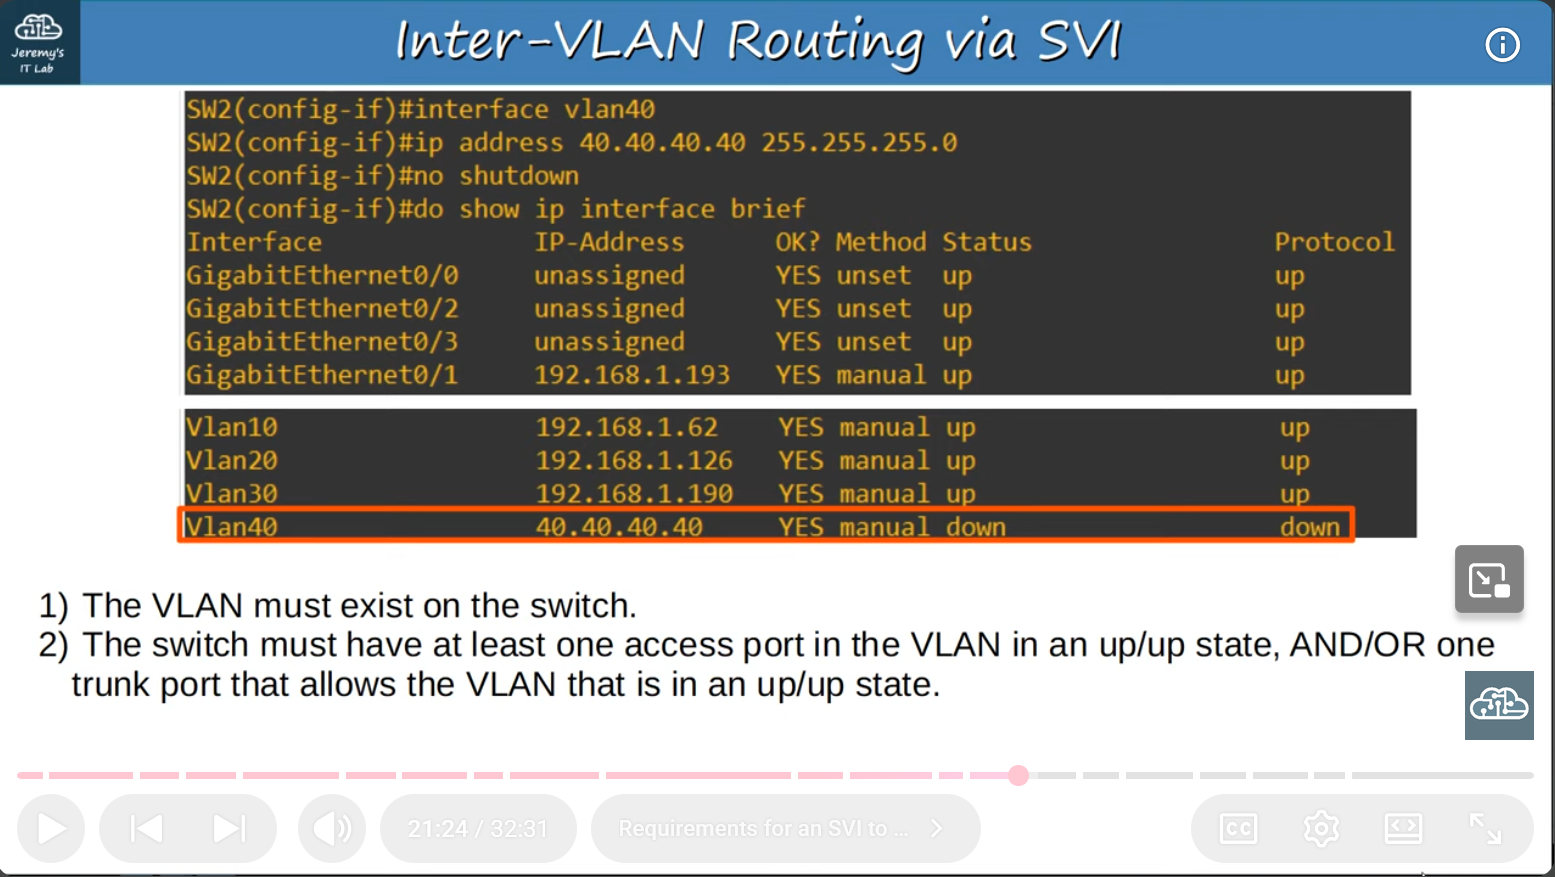 Jeremy's
IT Lab
Inter-VLAN Routing via SVI
SW2(config-if)#interface vlan40
SW2(config-if)#ip address 40.40.40.40 255.255.255.0
SW2(config-if)#no shutdown
SW2(config-if)#do show ip interface brief
Interface IP-Address OK? Method Status Protocol
GigabitEthernet0/0 unassigned YES unset up up
GigabitEthernet0/2 unassigned YES unset up up
GigabitEthernet0/3 unassigned YES unset up up
GigabitEthernet0/1 192.168.1.193 YES manual up up
Vlan10 192.168.1.62 YES manual up up
Vlan20 192.168.1.126 YES manual up up
Vlan30 192.168.1.190 YES manual up up
Vlan40 40.40.40.40 YES manual down down
1) The VLAN must exist on the switch.
2) The switch must have at least one access port in the VLAN in an up/up state, AND/OR one
trunk port that allows the VLAN that is in an up/up state.
21:24 / 32:31
Requirements for an SVI to ...
CC